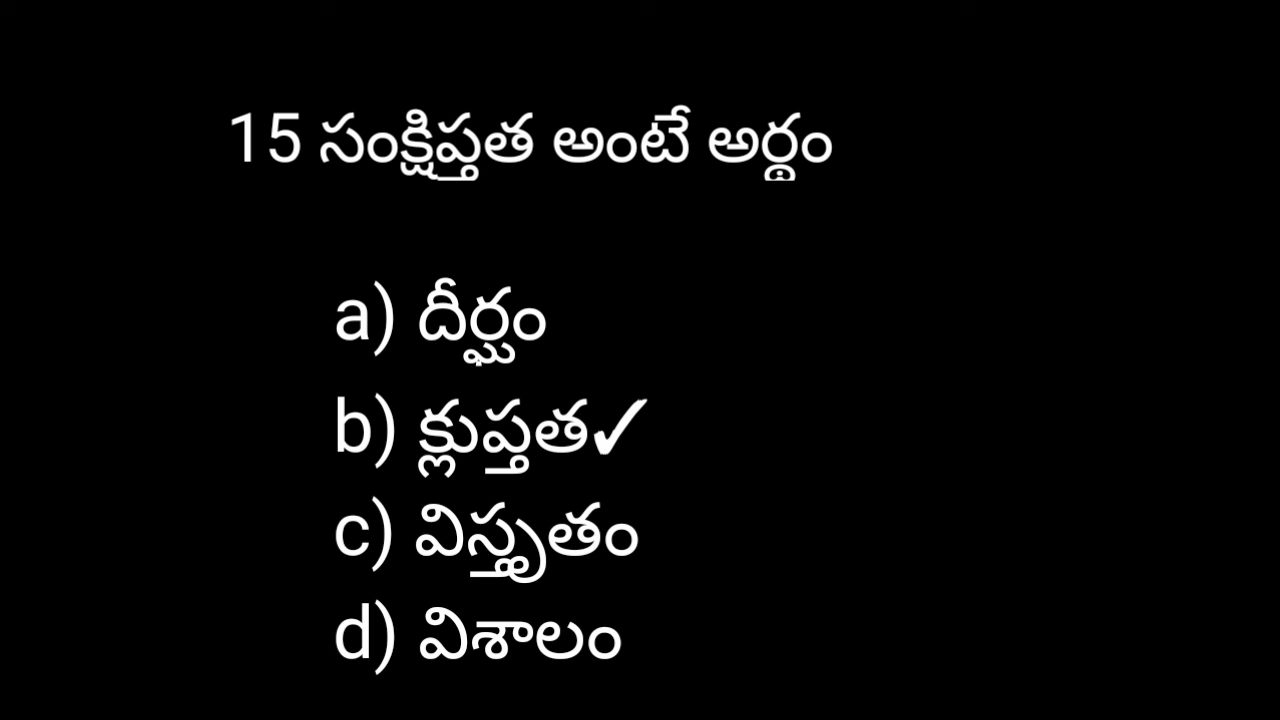 15 సంక్షిప్తత అంటే అర్థం
a) దీర్ఘం
b) క్లుప్తత✓
c) విస్తృతం
d) విశాలం